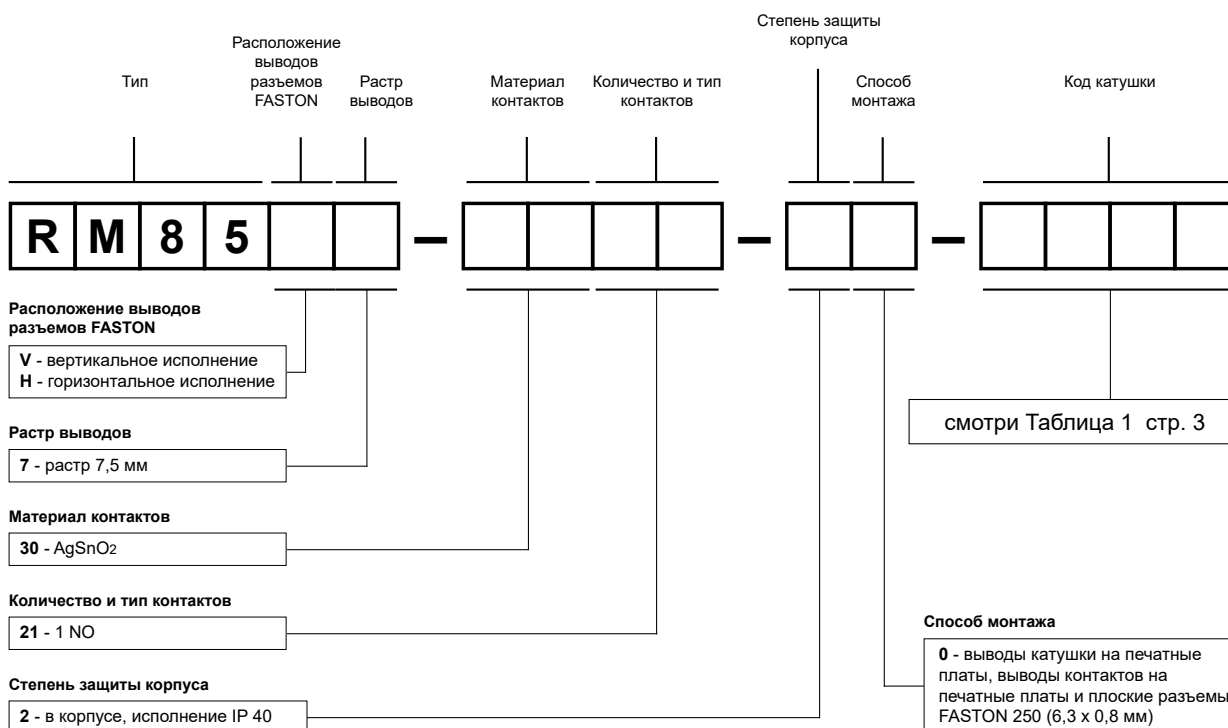 Степень защиты
корпуса
Расположение
выводов
разъемов
FASTON
Тип
Растр
выводов
Материал
контактов
Количество и тип
контактов
Способ
монтажа
Код катушки
R M 8 5 – – –
Расположение выводов
разъемов FASTON
V - вертикальное исполнение
H - горизонтальное исполнение
смотри Таблица 1 стр. 3
Растр выводов
7 - растр 7,5 мм
Материал контактов
30 - AgSnO2
Количество и тип контактов
21 - 1 NO
Способ монтажа
0 - выводы катушки на печатные
платы, выводы контактов на
печатные платы и плоские разъемы
FASTON 250 (6,3 x 0,8 мм)
Степень защиты корпуса
2 - в корпусе, исполнение IP 40